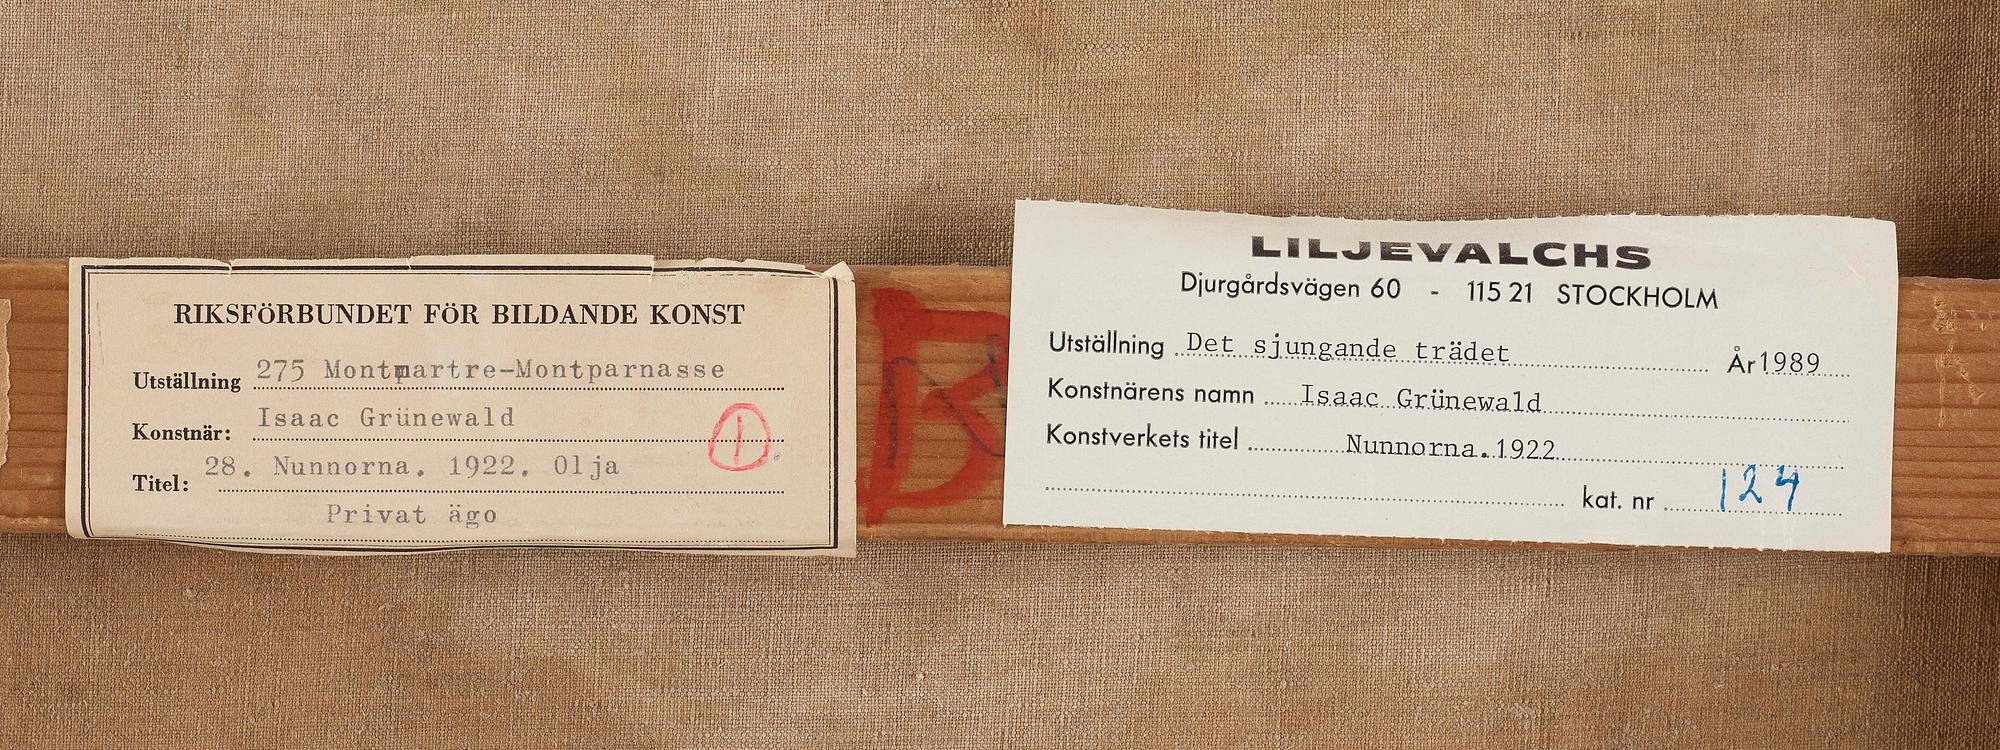 RIKSFÖRBUNDET FÖR BILDANDE KONST
Utställning 275 Montmartre-Montparnasse
Konstnär: Isaac Grünewald
1
Titel: 28. Nunnorna. 1922. Olja
Privat ägo
B
LILJEVALCHS
Djurgårdsvägen 60 - 115 21 STOCKHOLM
Utställning Det sjungande trädet År 1989
Konstnärens namn Isaac Grünewald
Konstverkets titel Nunnorna. 1922
kat. nr 124